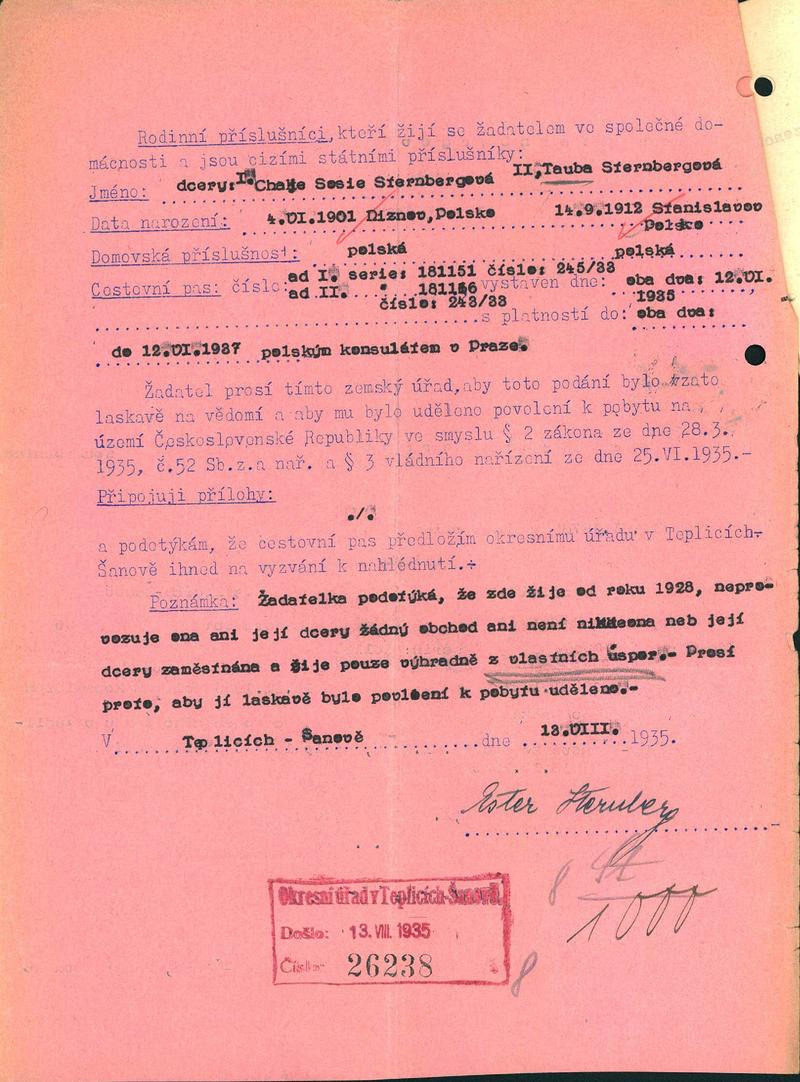 Rodinní příslušníci, kteří žijí se žadatelem ve společné do-
mácnosti a jsou cizími státními příslušníky:
Jméno: dcery: I. Chaje Sosie Sternbergová II, Tauba Sternbergová
Data narození: 4.VI.1901 Niznov, Polsko 14.9.1912 Stanislavov
Polsko
Domovská příslušnost: polská polská
Cestovní pas: číslo: ad I. serie: 181151 číslo: 245/33 vystaven dne: oba dva: 12.VI.
ad II. " 181156 1935
číslo: 243/33
s platností do: oba dva:
do 12.VI.1937 polským konsulátem v Praze.
Žadatel prosí tímto zemský úřad, aby toto podání bylo vzato
laskavě na vědomí a aby mu bylo uděleno povolení k pobytu na
území Československé Republiky ve smyslu § 2 zákona ze dne 28.3.
1935, č.52 Sb.z.a nař. a § 3 vládního nařízení ze dne 25.VI.1935.-
Připojuji přílohy:
./.
a podotýkám, že cestovní pas předložím okresnímu úřadu v Teplicích-
Šanově ihned na vyzvání k nahlédnutí.-
Poznámka: Žadatelka podotýká, že zde žije od roku 1928, nepro-
vozuje ona ani její dcery žádný obchod ani není ona neb její
dcery zaměstnána a žije pouze výhradně z vlastních úspor.- Prosí
proto, aby jí laskavě bylo povolení k pobytu uděleno.-
V Teplicích - Šanově dne 13.VIII. 1935.
Ester Sternberg
8
1000
Okresní úřad v Teplicích-Šanově.
Došlo: 13. VIII. 1935
Číslo: 26238
8